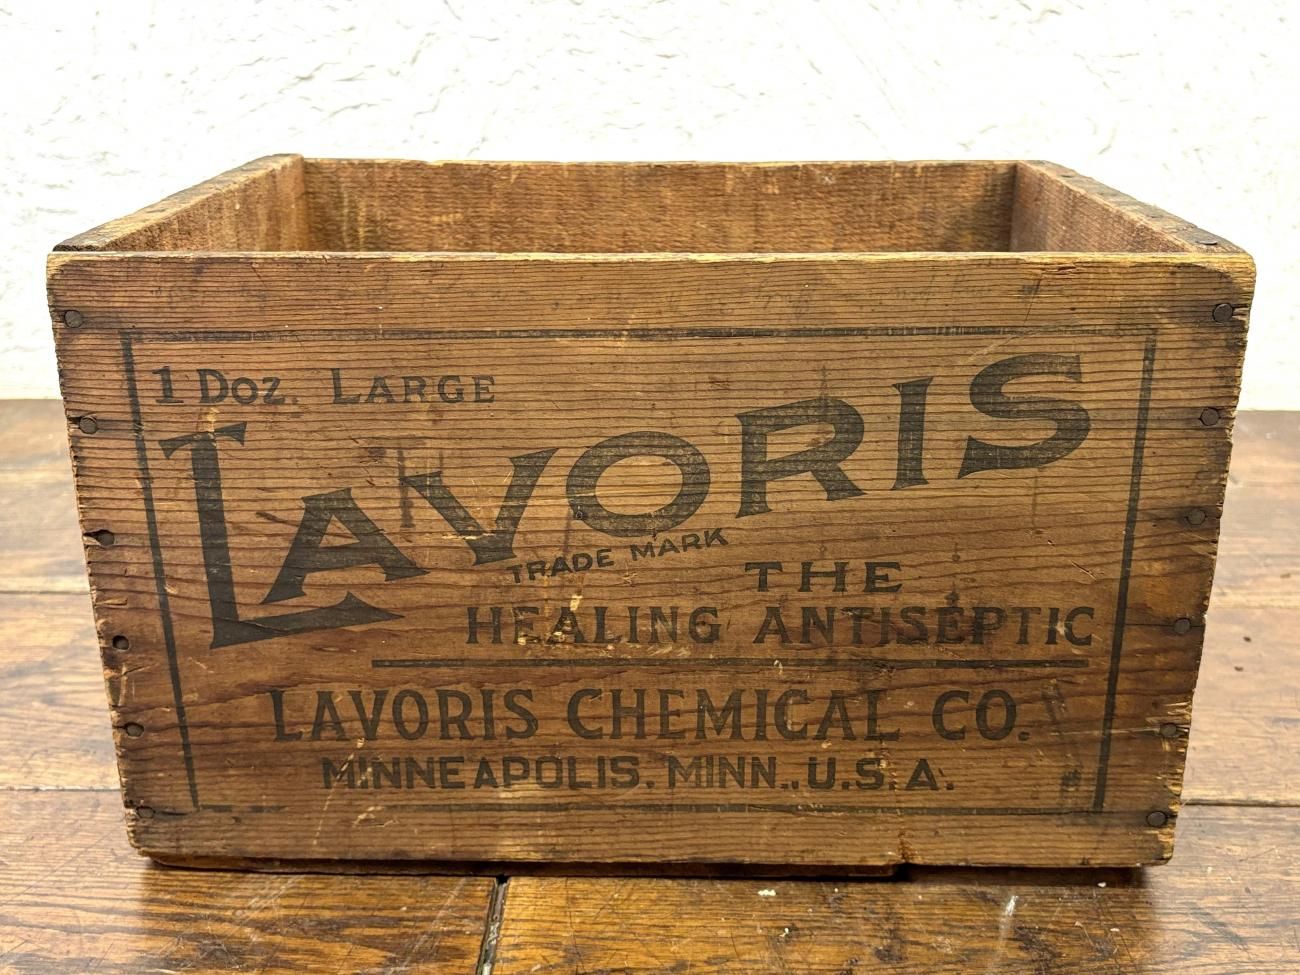 1 Doz. Large
LAVORIS
TRADE MARK
THE
HEALING ANTISEPTIC
LAVORIS CHEMICAL CO.
MINNEAPOLIS. MINN., U.S.A.